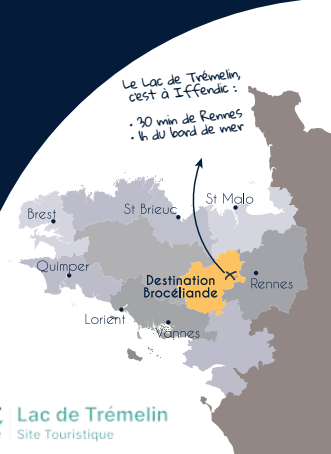 Le Lac de Trémelin,
c'est à Iffendic :
• 30 min de Rennes
• 1h du bord de mer
St Malo
St Brieuc
Brest
Quimper
Destination
Brocéliande
Rennes
Lorient
Vannes
Lac de Trémelin
Site Touristique